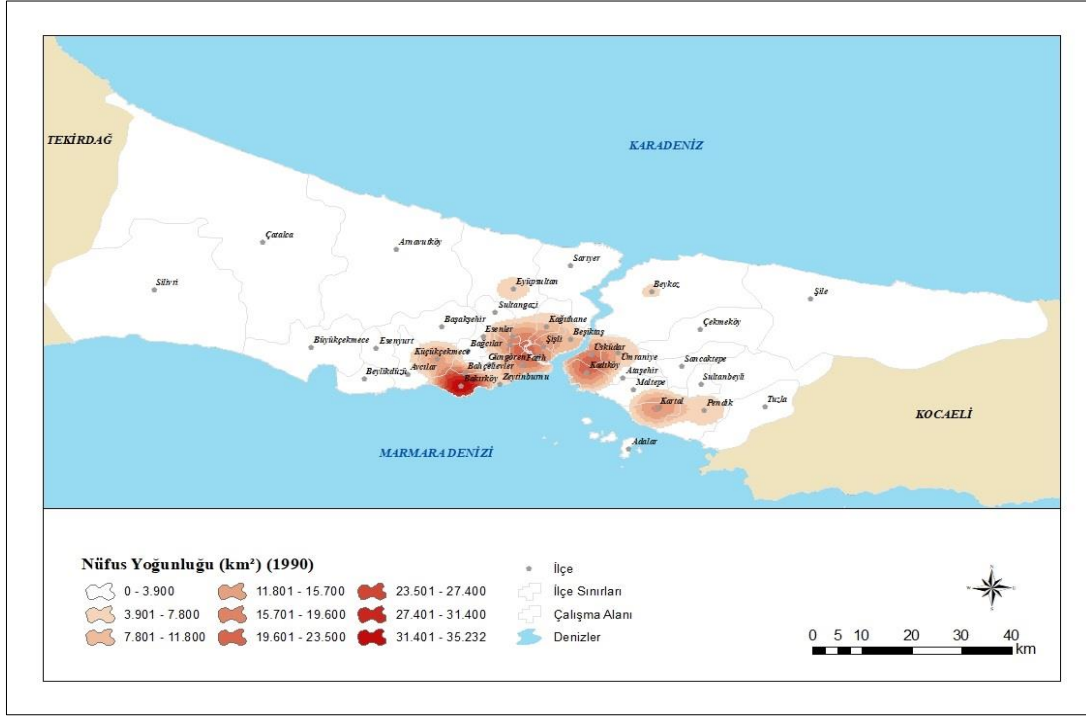 KARADENİZ
TEKİRDAĞ
Çatalca
Arnavutköy
Sarıyer
Silivri
Eyüpsultan
Beykoz
Şile
Sultangazi
Başakşehir
Kağıthane
Çekmeköy
Büyükçekmece
Esenyurt
Esenler
Beşiktaş
Bağcılar
Şişli
Üsküdar
Küçükçekmece
Güngören
Fatih
Ümraniye
Avcılar
Bahçelievler
Kadıköy
Sancaktepe
Beylikdüzü
Bakırköy
Zeytinburnu
Ataşehir
Sultanbeyli
Maltepe
Kartal
Pendik
Tuzla
KOCAELİ
Adalar
MARMARA DENİZİ
Nüfus Yoğunluğu (km²) (1990)
0 - 3.900
3.901 - 7.800
7.801 - 11.800
11.801 - 15.700
15.701 - 19.600
19.601 - 23.500
23.501 - 27.400
27.401 - 31.400
31.401 - 35.232
İlçe
İlçe Sınırları
Çalışma Alanı
Denizler
0 5 10 20 30 40
km